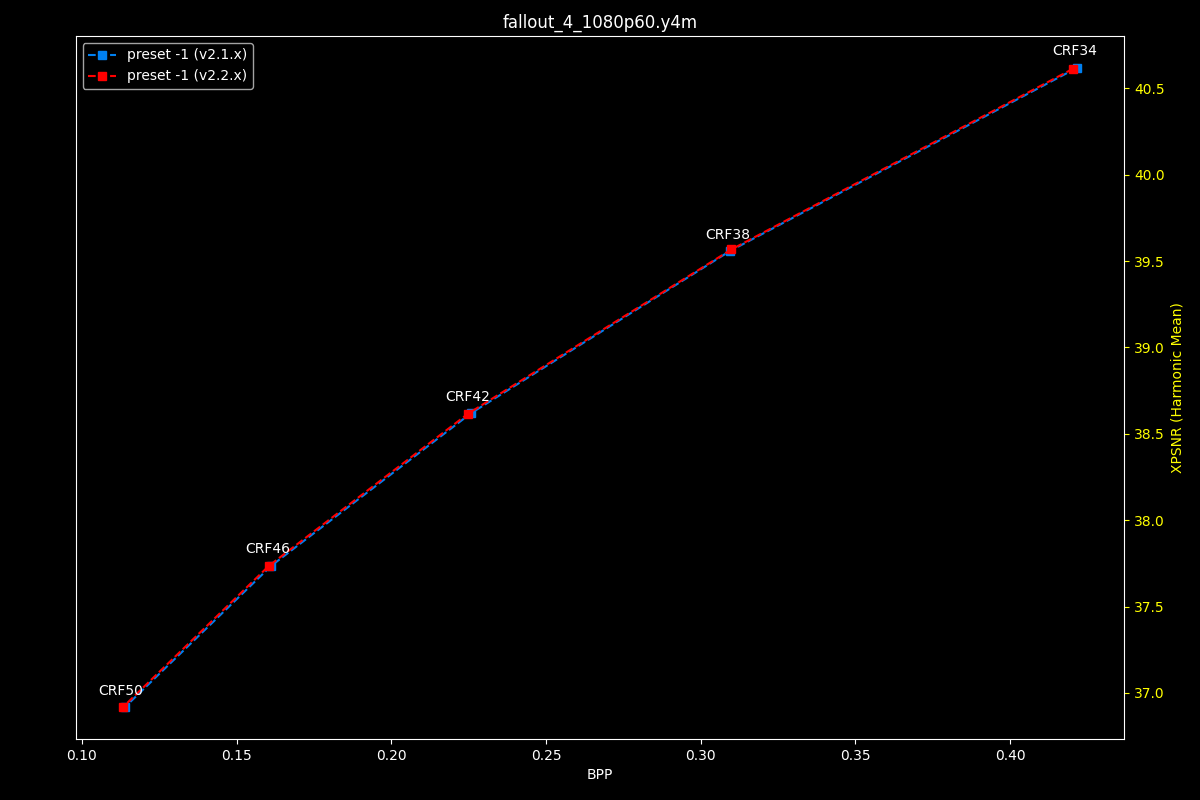 fallout_4_1080p60.y4m
preset -1 (v2.1.x)
preset -1 (v2.2.x)
CRF34
CRF38
CRF42
CRF46
CRF50
40.5
40.0
39.5
39.0
38.5
38.0
37.5
37.0
XPSNR (Harmonic Mean)
0.10 0.15 0.20 0.25 0.30 0.35 0.40
BPP